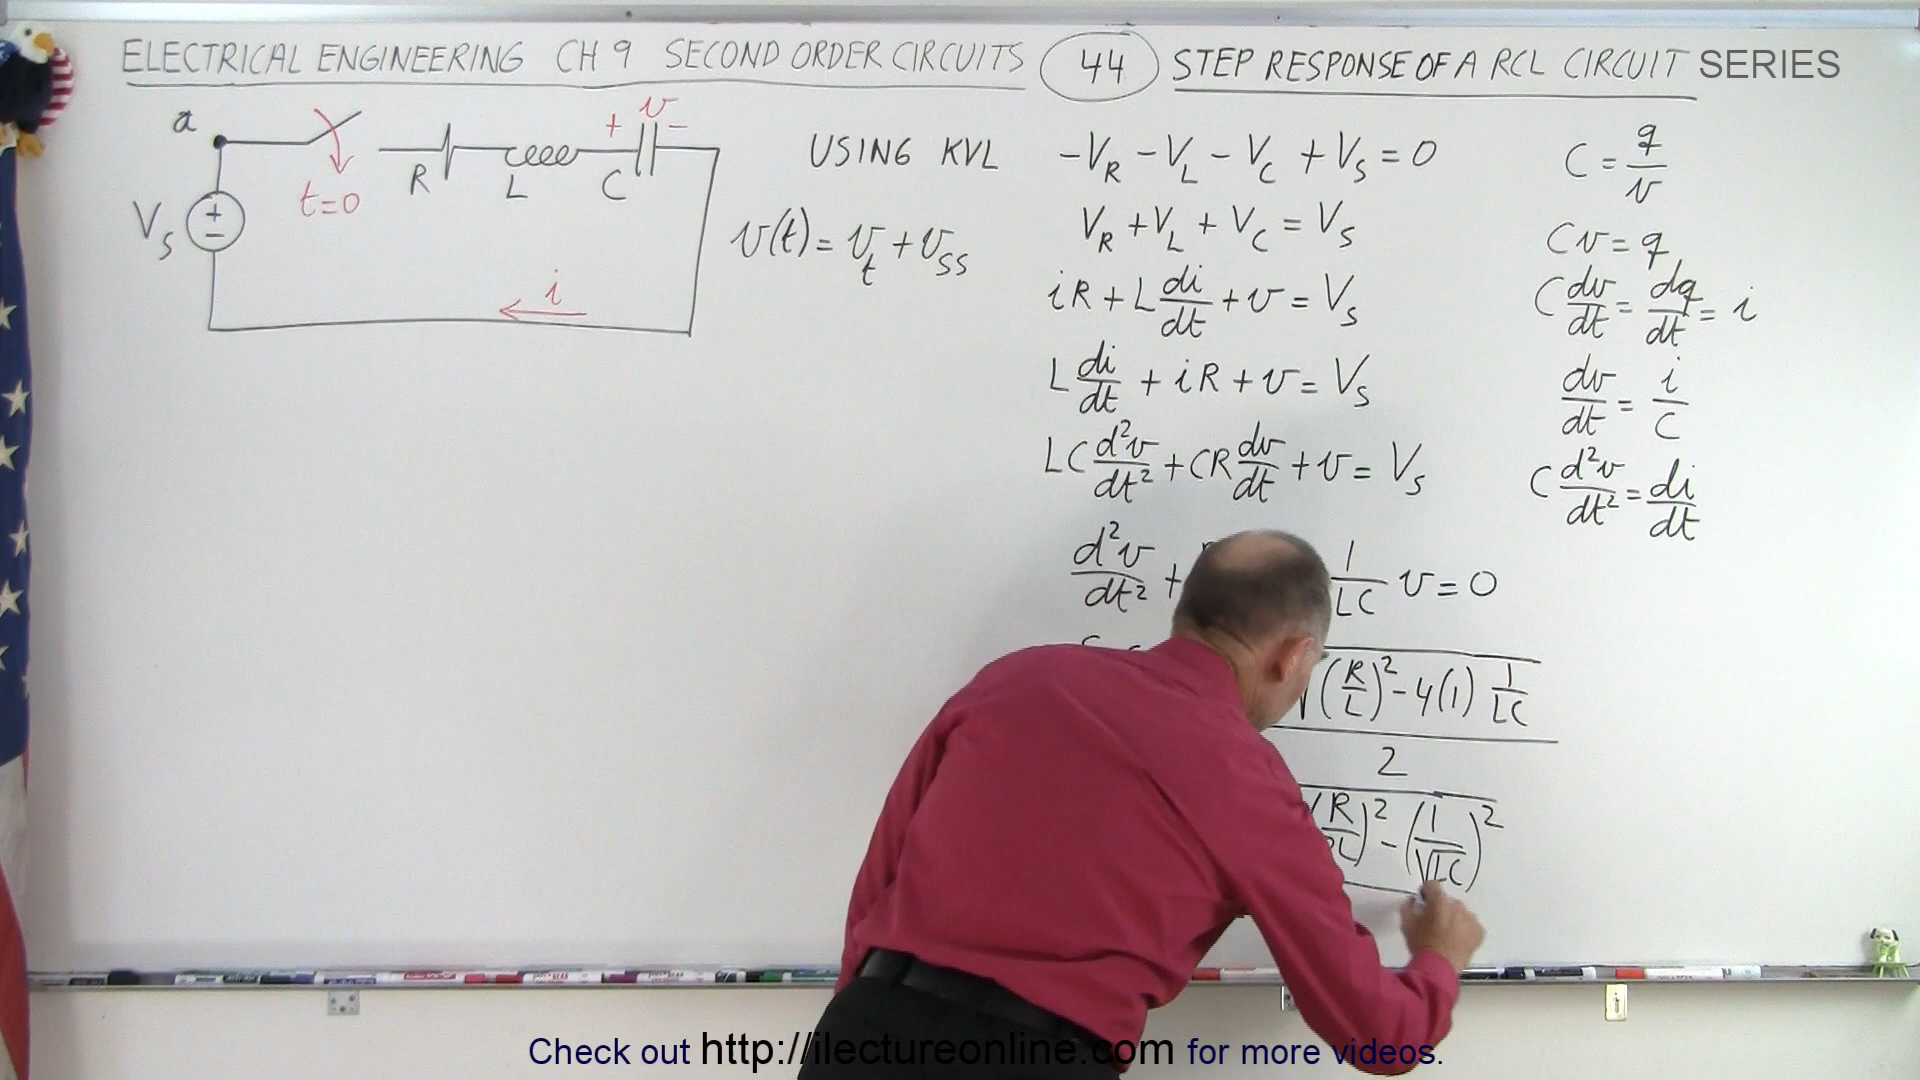 ELECTRICAL ENGINEERING CH 9 SECOND ORDER CIRCUITS 44 STEP RESPONSE OF A RCL CIRCUIT SERIES
a
t=0
R
L
+ v −
C
V_S
+
−
i
USING KVL
v(t) = v_t + v_SS
−V_R − V_L − V_C + V_S = 0
V_R + V_L + V_C = V_S
iR + L di/dt + v = V_S
L di/dt + iR + v = V_S
LC d²v/dt² + CR dv/dt + v = V_S
d²v/dt² + 1/LC v = 0
√(R/L)² − 4(1) 1/LC
2
(R/2L)² − (1/√LC)²
C = q/v
Cv = q
C dv/dt = dq/dt = i
dv/dt = i/C
C d²v/dt² = di/dt
Check out http://ilectureonline.com for more videos.